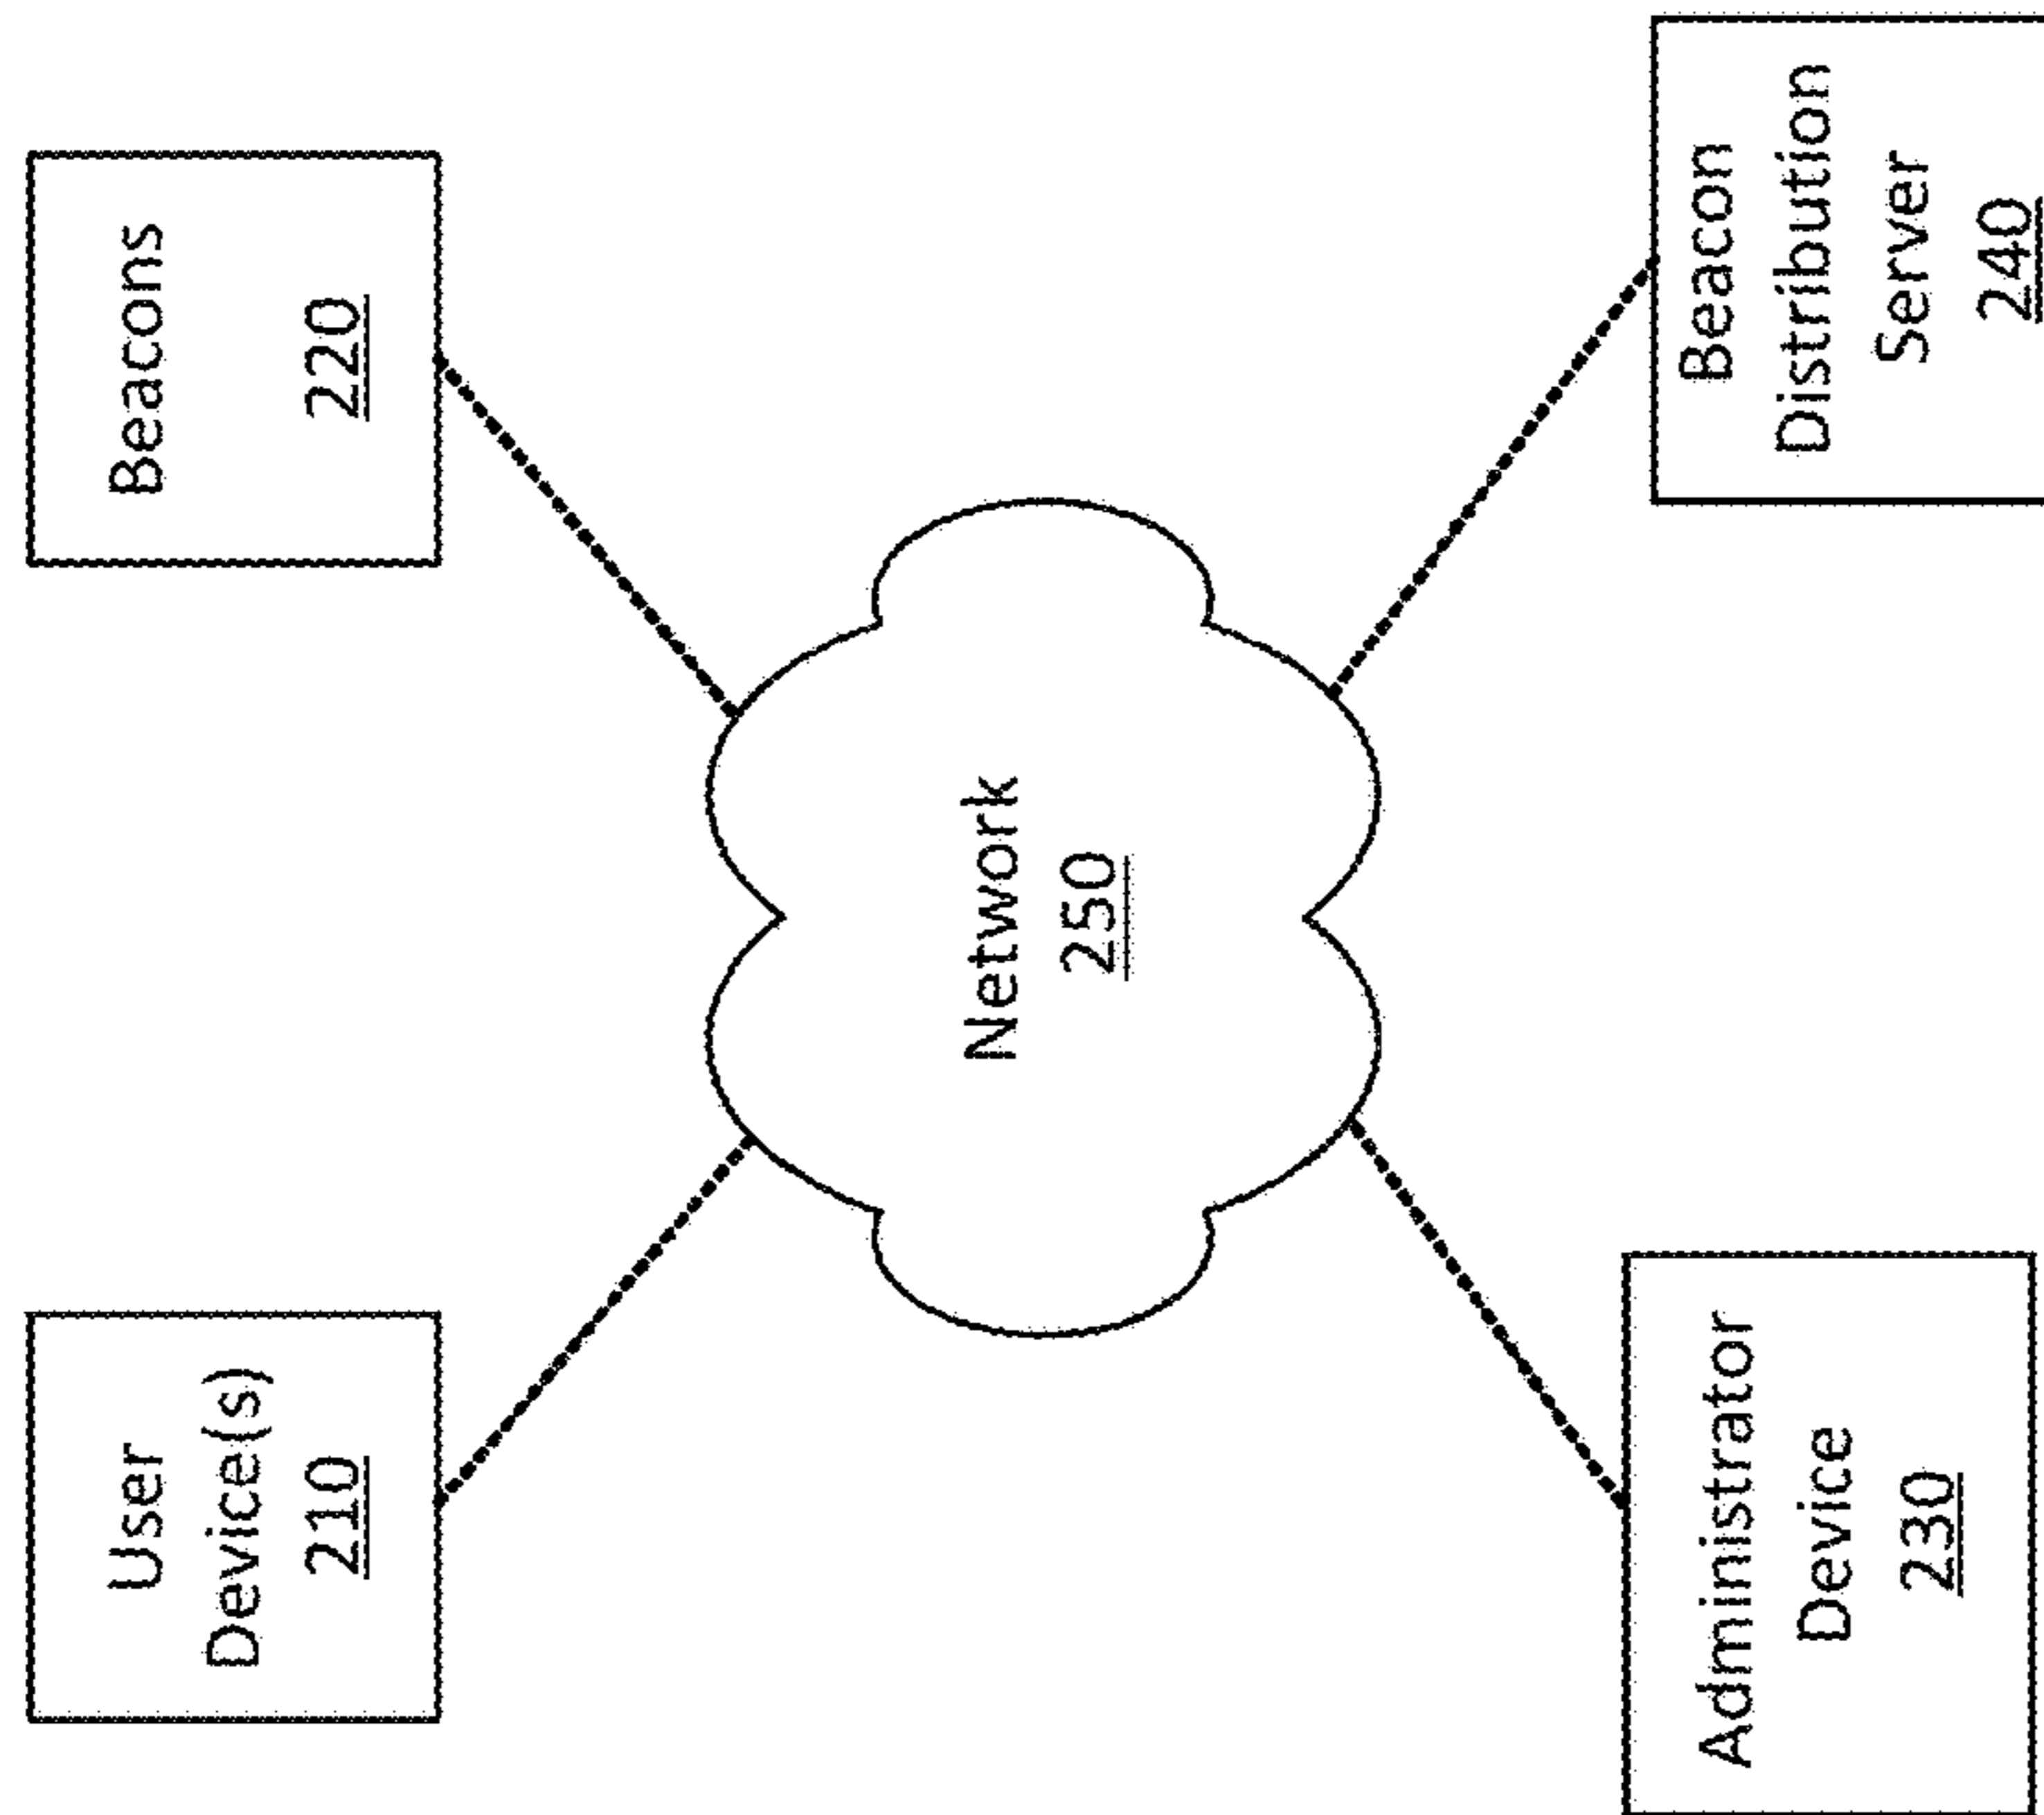 User
Device(s)
210
Beacons
220
Network
250
Administrator
Device
230
Beacon
Distribution
Server
240